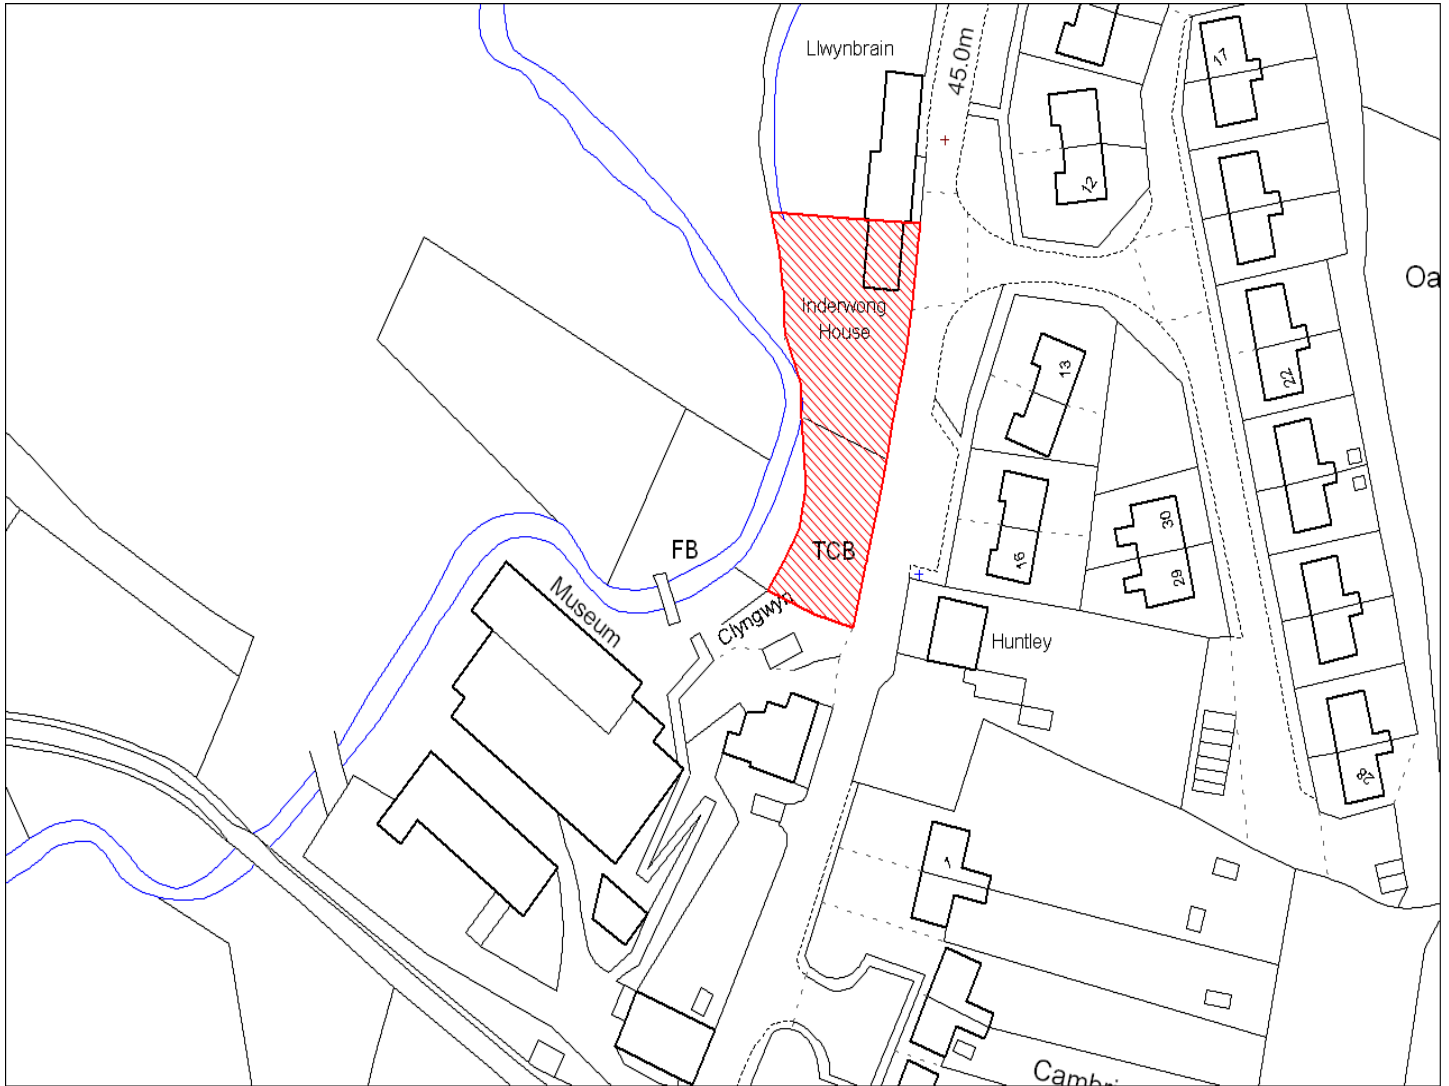 Llwynbrain
45.0m
17
12
Oa
Inderwong
House
13
22
FB
TCB
30
16
29
Museum
Clyngwyn
Huntley
28
1
Cambri